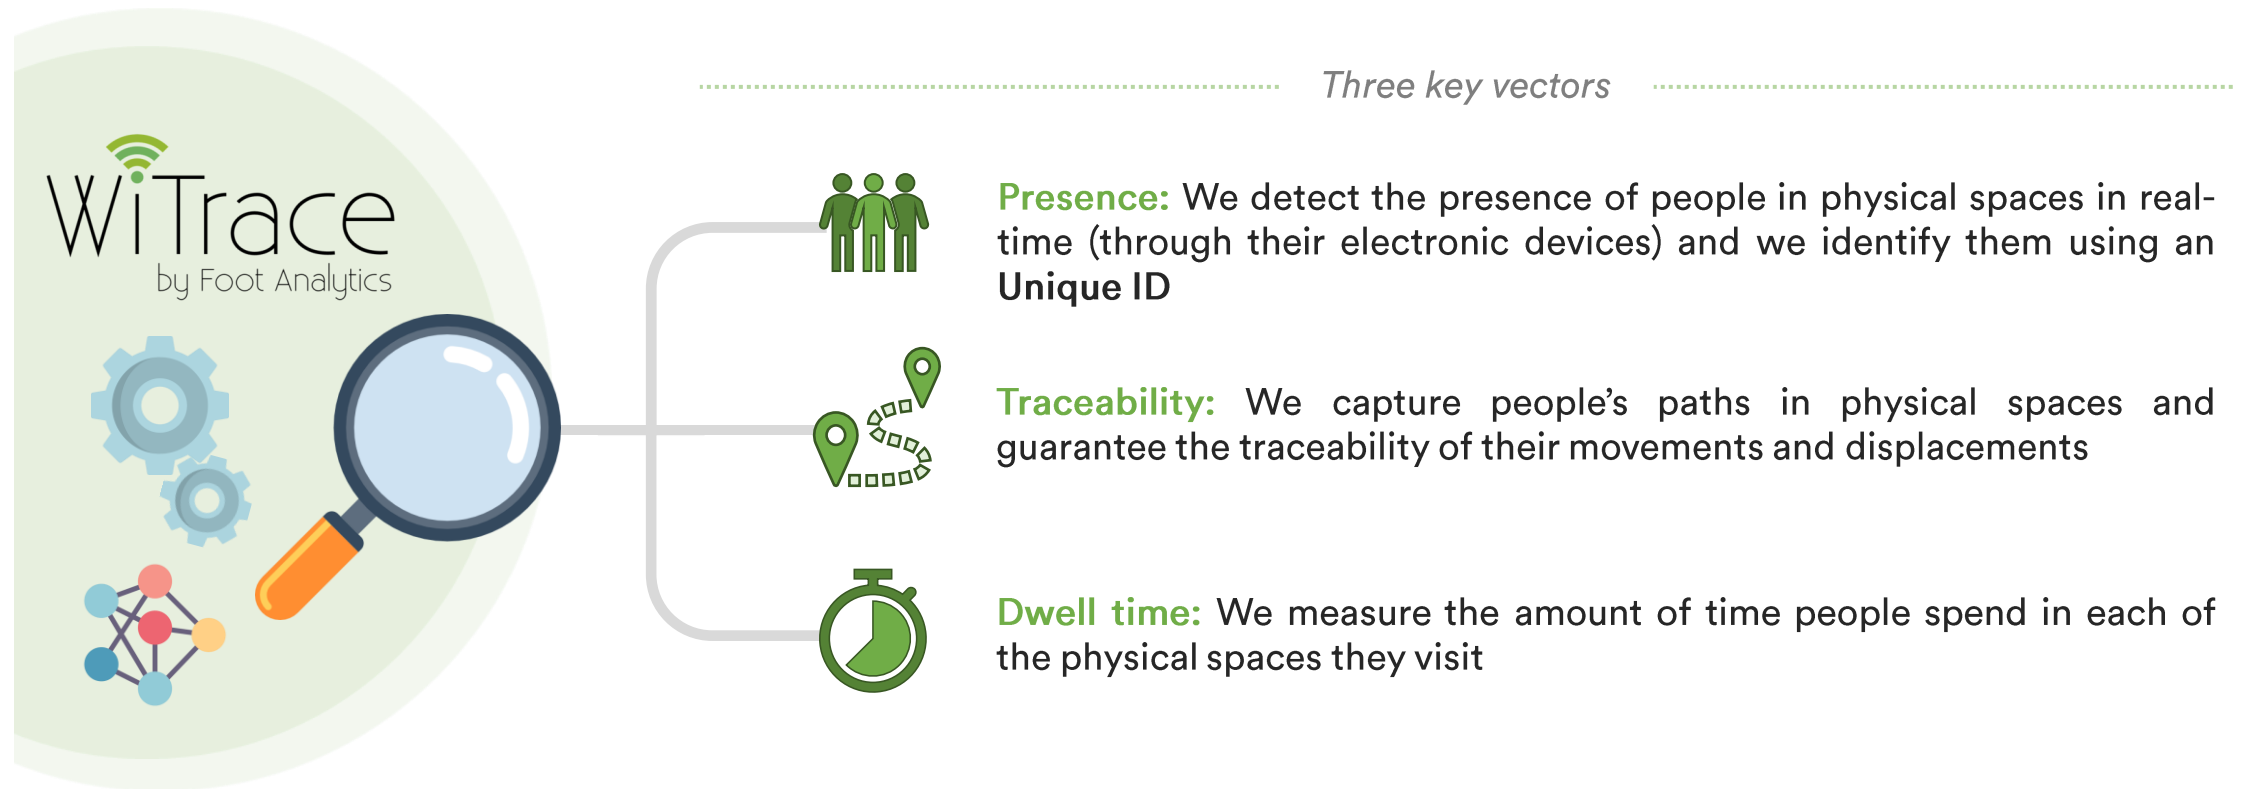 Three key vectors
WiTrace
by Foot Analytics
Presence: We detect the presence of people in physical spaces in real-
time (through their electronic devices) and we identify them using an
Unique ID
Traceability: We capture people’s paths in physical spaces and
guarantee the traceability of their movements and displacements
Dwell time: We measure the amount of time people spend in each of
the physical spaces they visit